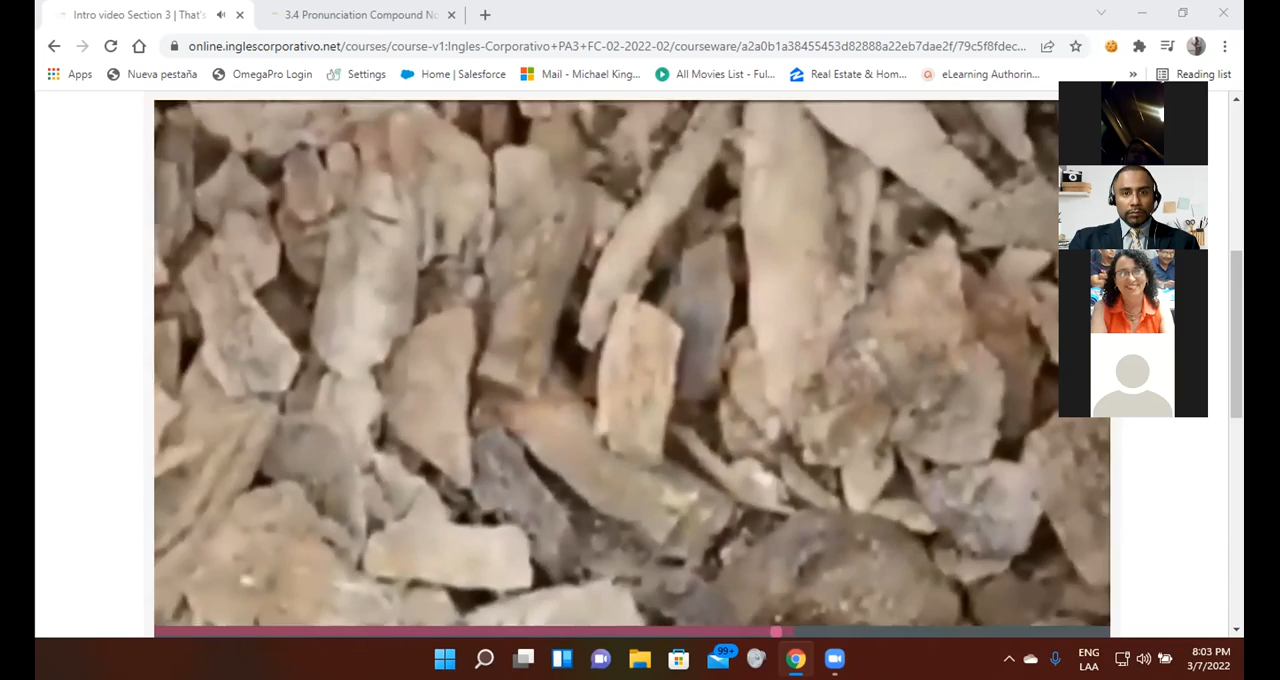 Intro video Section 3 | That's
3.4 Pronunciation Compound No
online.inglescorporativo.net/courses/course-v1:Ingles-Corporativo+PA3+FC-02-2022-02/courseware/a2a0b1a38455453d82888a22eb7dae2f/79c5f8fdec...
Apps Nueva pestaña OmegaPro Login Settings Home | Salesforce Mail - Michael King... All Movies List - Ful... Real Estate & Hom... eLearning Authorin... » Reading list
99+
ENG
LAA
8:03 PM
3/7/2022